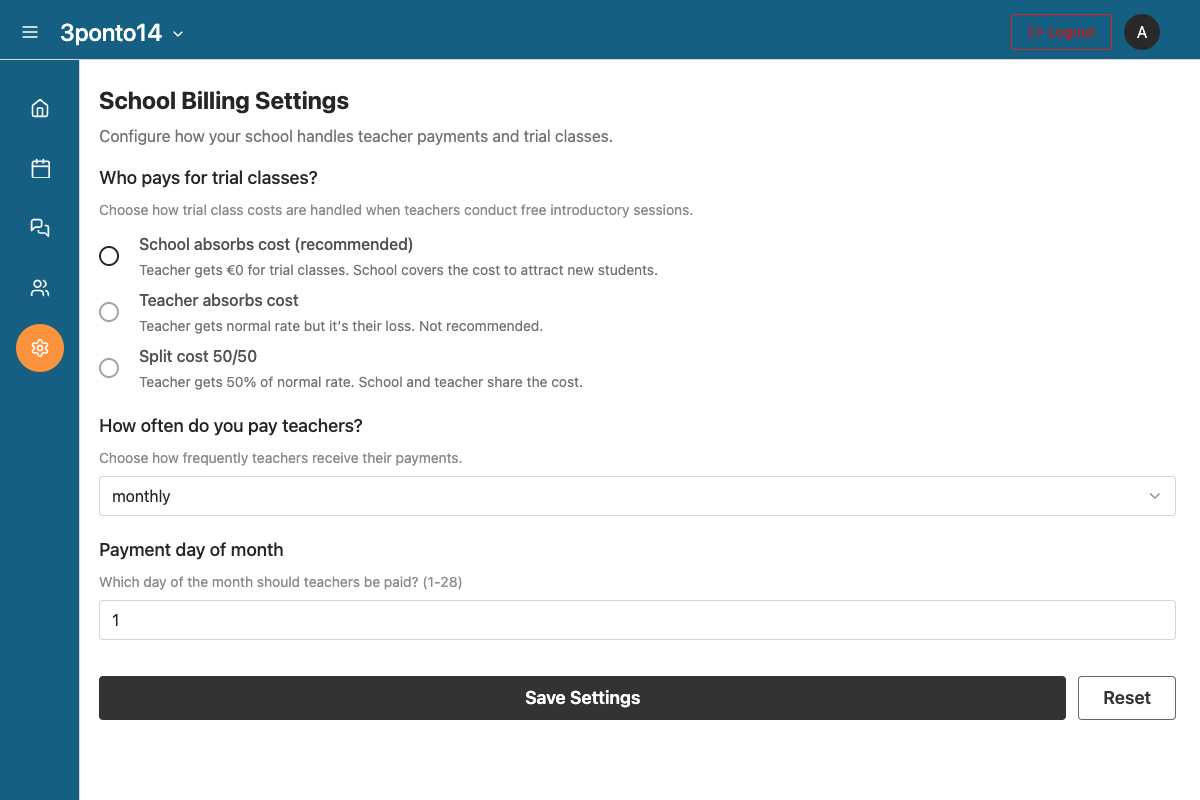 3ponto14
Logout
A
School Billing Settings
Configure how your school handles teacher payments and trial classes.
Who pays for trial classes?
Choose how trial class costs are handled when teachers conduct free introductory sessions.
School absorbs cost (recommended)
Teacher gets €0 for trial classes. School covers the cost to attract new students.
Teacher absorbs cost
Teacher gets normal rate but it's their loss. Not recommended.
Split cost 50/50
Teacher gets 50% of normal rate. School and teacher share the cost.
How often do you pay teachers?
Choose how frequently teachers receive their payments.
monthly
Payment day of month
Which day of the month should teachers be paid? (1-28)
1
Save Settings
Reset